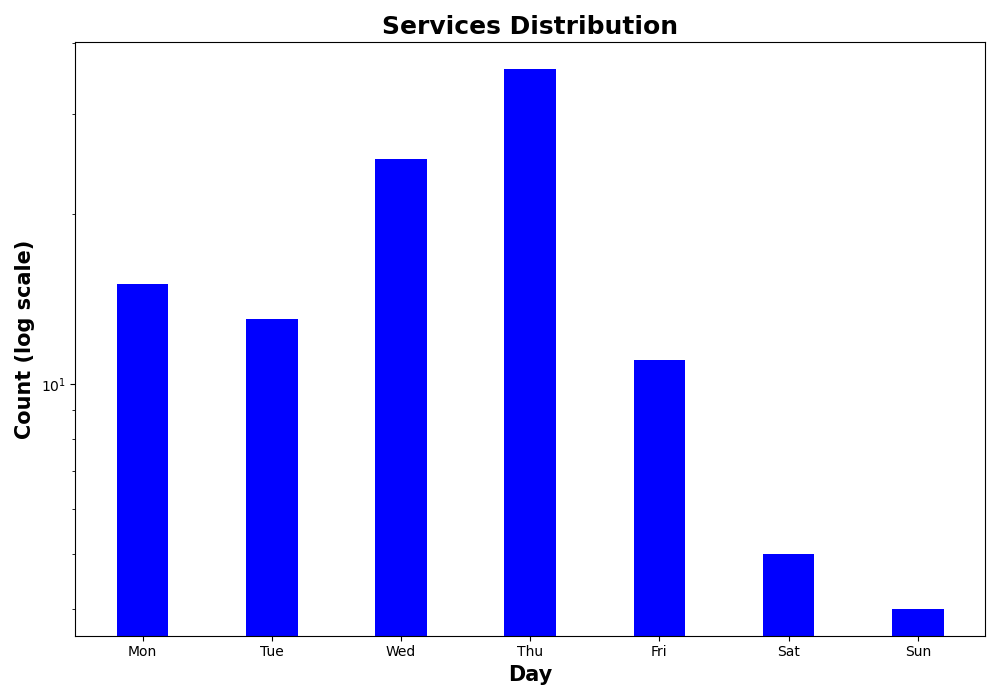 Services Distribution
Count (log scale)
10¹
Mon Tue Wed Thu Fri Sat Sun
Day